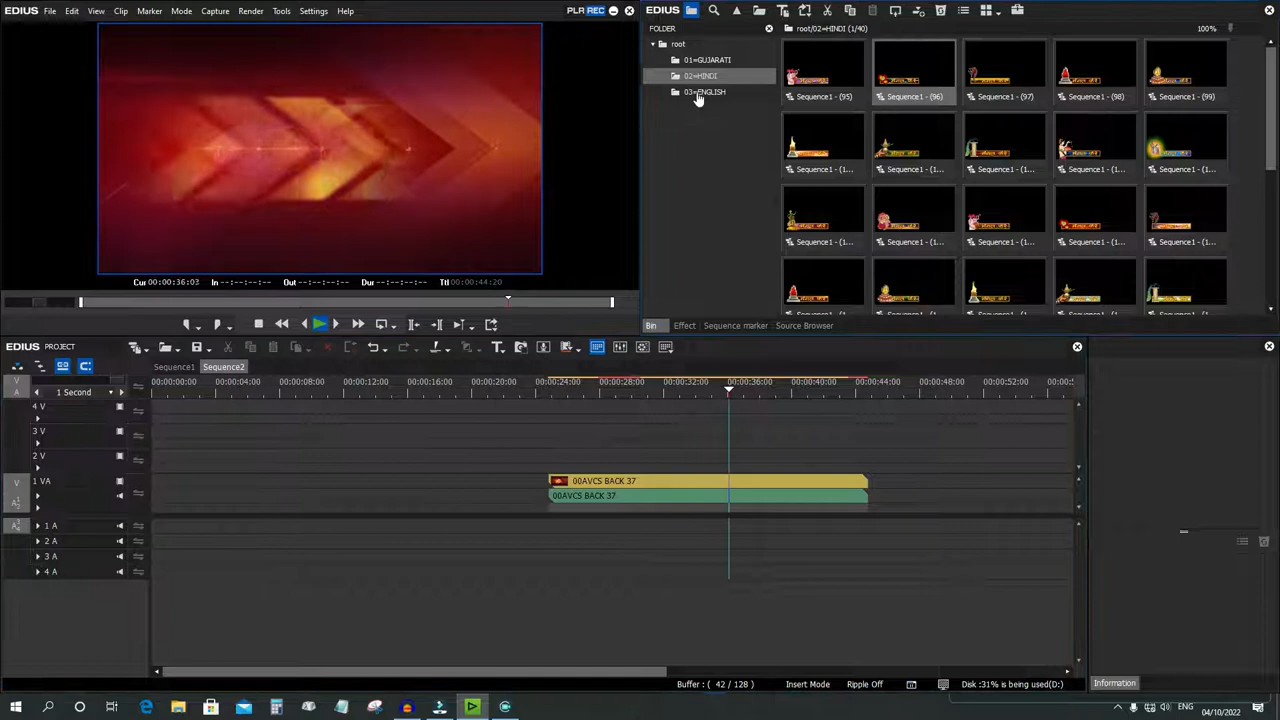 EDIUS File Edit View Clip Marker Mode Capture Render Tools Settings Help PLR REC
Cur 00:00:36:03 In --:--:--:-- Out --:--:--:-- Dur --:--:--:-- Ttl 00:00:44:20
EDIUS
FOLDER
root/02=HINDI (1/40)
100%
root
01=GUJARATI
02=HINDI
03=ENGLISH
Sequence1 - (95) Sequence1 - (96) Sequence1 - (97) Sequence1 - (98) Sequence1 - (99)
Sequence1 - (1... Sequence1 - (1... Sequence1 - (1... Sequence1 - (1... Sequence1 - (1...
Sequence1 - (1... Sequence1 - (1... Sequence1 - (1... Sequence1 - (1... Sequence1 - (1...
Bin Effect Sequence marker Source Browser
EDIUS PROJECT
Sequence1 Sequence2
V
A
1 Second
00:00:00:00 00:00:04:00 00:00:08:00 00:00:12:00 00:00:16:00 00:00:20:00 00:00:24:00 00:00:28:00 00:00:32:00 00:00:36:00 00:00:40:00 00:00:44:00 00:00:48:00 00:00:52:00
4 V
3 V
2 V
V 1 VA 00AVCS BACK 37
00AVCS BACK 37
1 A
2 A
3 A
4 A
Buffer : ( 42 / 128 ) Insert Mode Ripple Off Disk :31% is being used(D:)
Information
ENG
04/10/2022